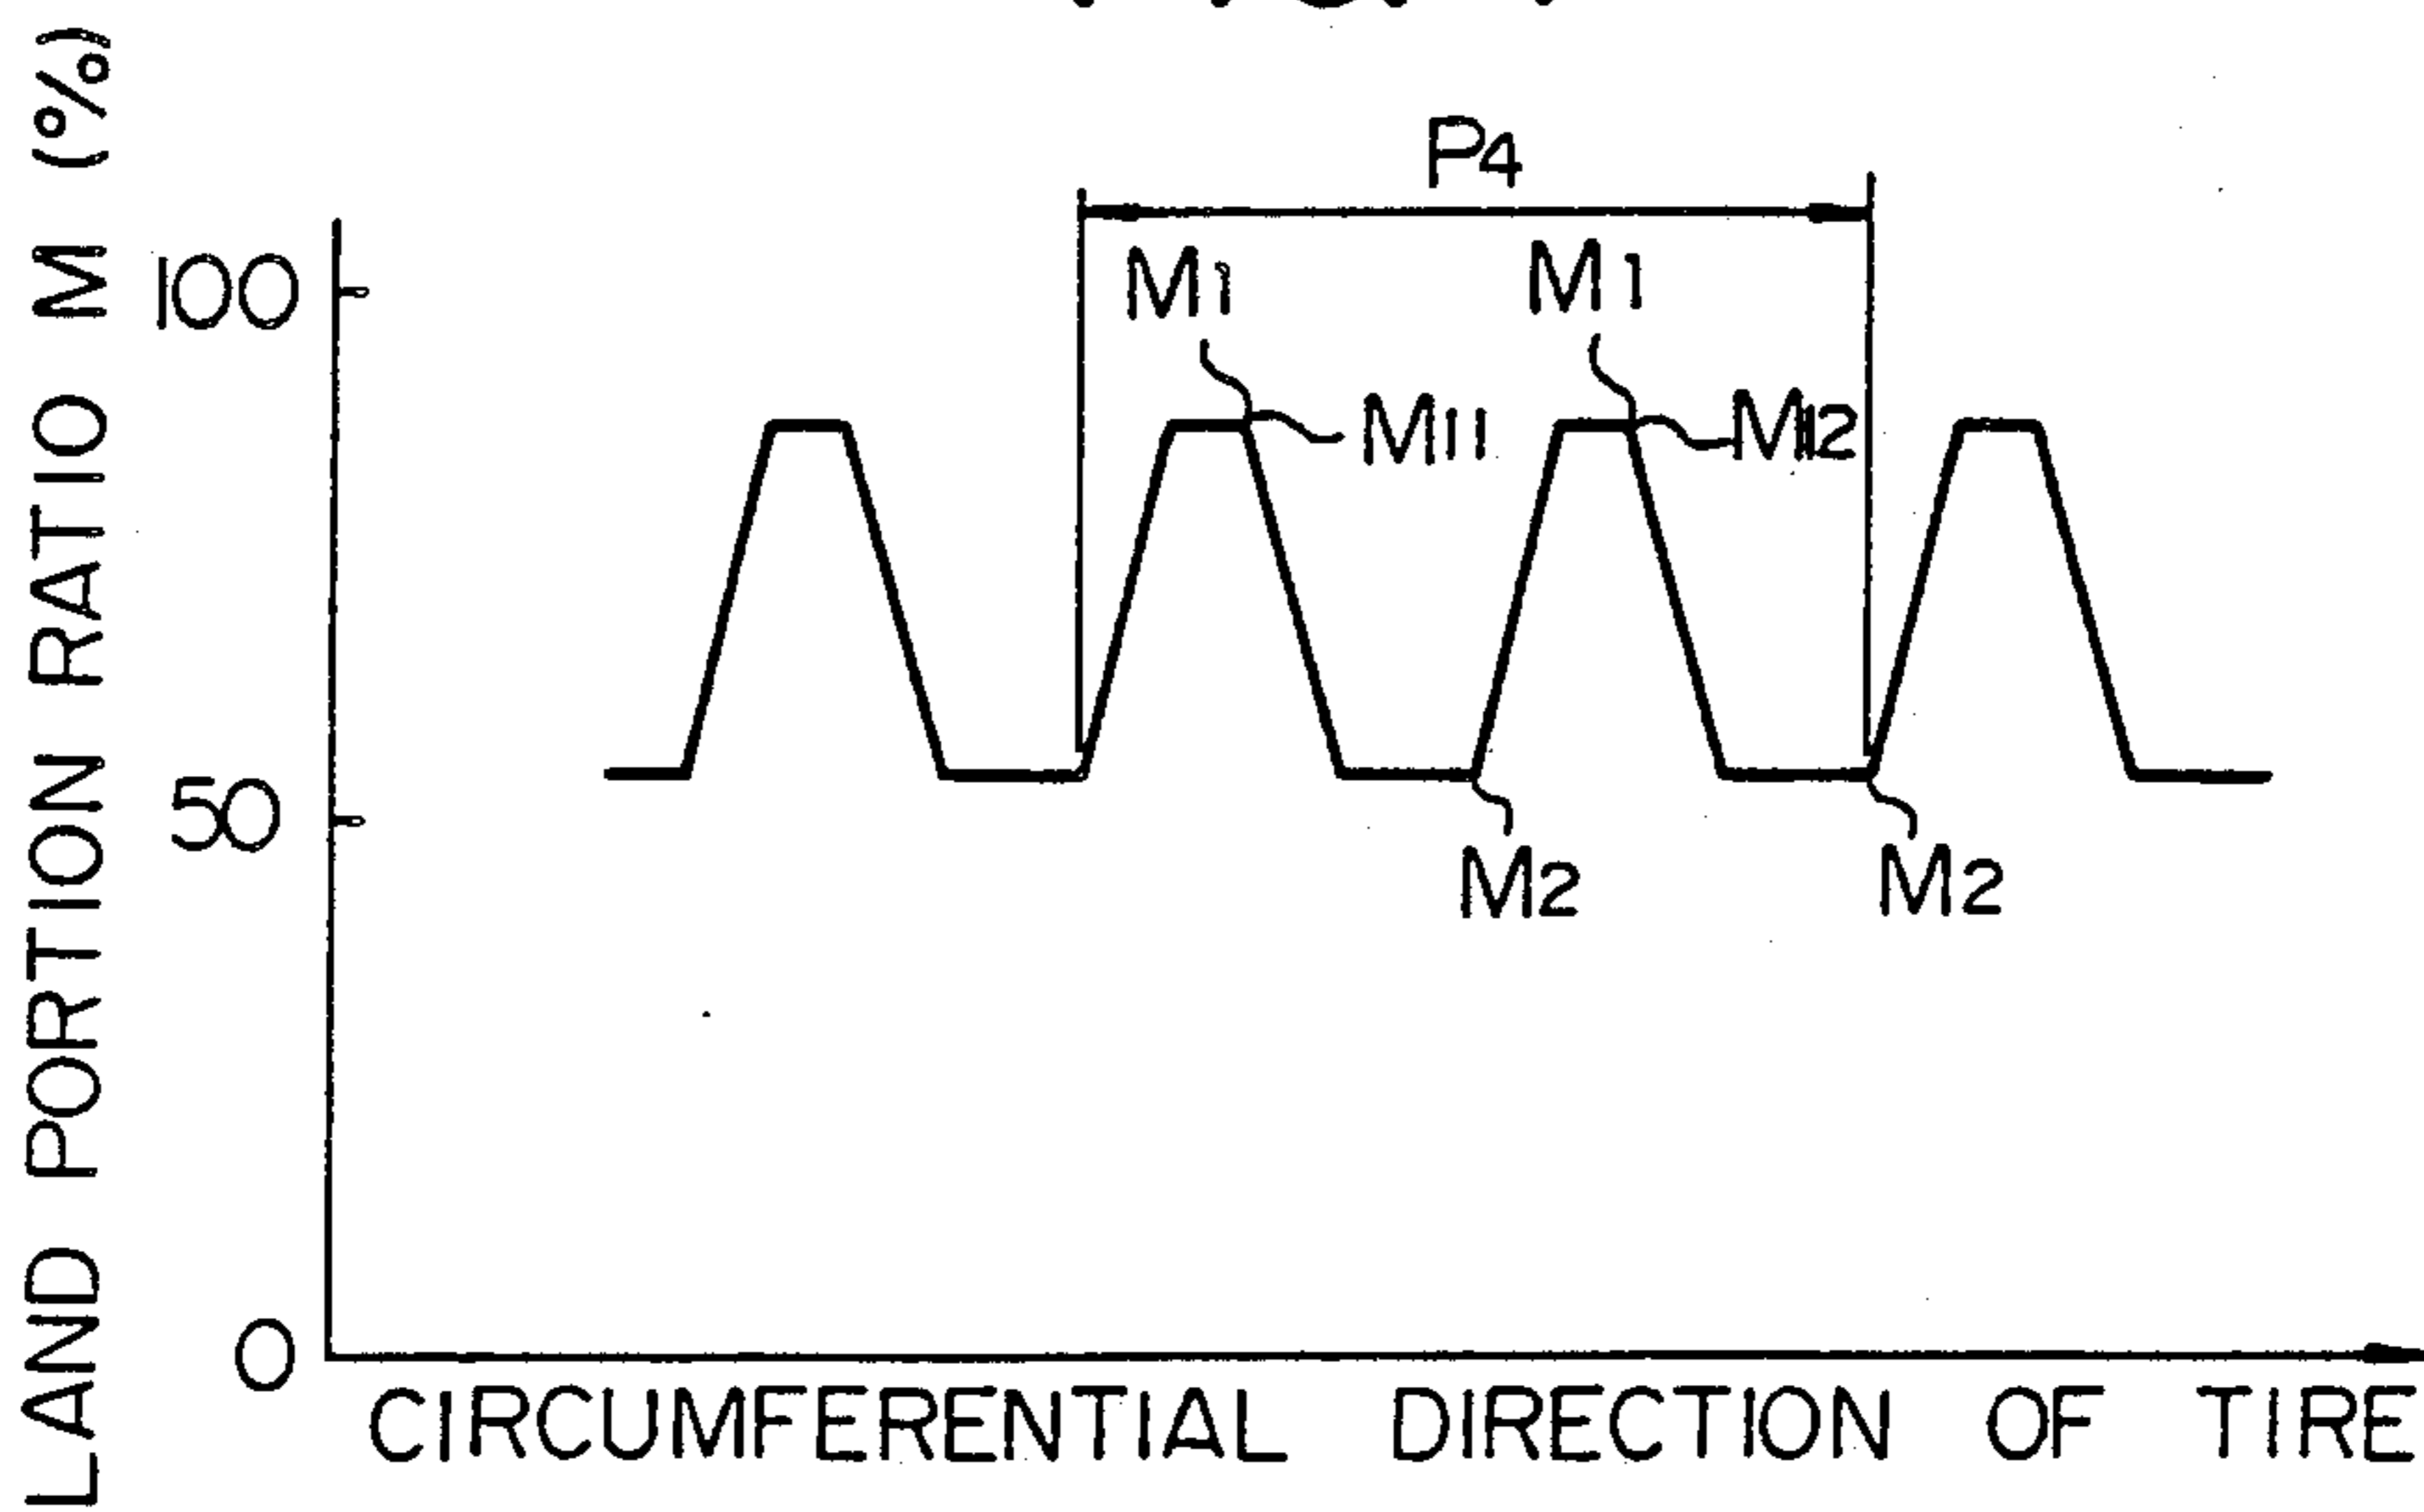 P4
M1 M1
100
M11 M12
50
M2 M2
0
CIRCUMFERENTIAL DIRECTION OF TIRE
LAND PORTION RATIO M (%)